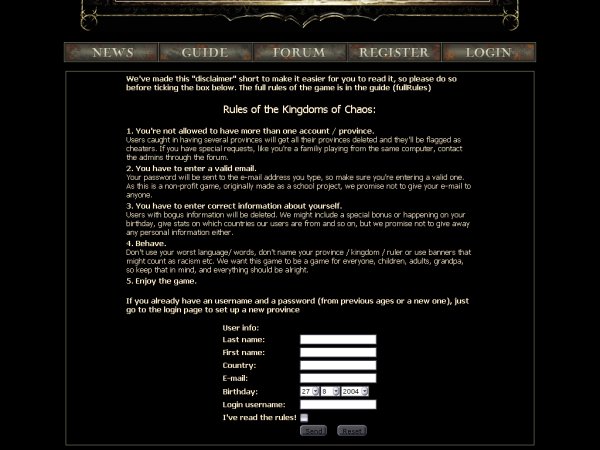 NEWS GUIDE FORUM REGISTER LOGIN
We've made this "disclaimer" short to make it easier for you to read it, so please do so
before ticking the box below. The full rules of the game is in the guide (fullRules)
Rules of the Kingdoms of Chaos:
1. You're not allowed to have more than one account / province.
Users caught in having several provinces will get all their provinces deleted and they'll be flagged as
cheaters. If you have special requests, like you're a familiy playing from the same computer, contact
the admins through the forum.
2. You have to enter a valid email.
Your password will be sent to the e-mail address you type, so make sure you're entering a valid one.
As this is a non-profit game, originally made as a school project, we promise not to give your e-mail to
anyone.
3. You have to enter correct information about yourself.
Users with bogus information will be deleted. We might include a special bonus or happening on your
birthday, give stats on which countries our users are from and so on, but we promise not to give away
any personal information either.
4. Behave.
Don't use your worst language/ words, don't name your province / kingdom / ruler or use banners that
might count as racism etc. We want this game to be a game for everyone, children, adults, grandpa,
so keep that in mind, and everything should be alright.
5. Enjoy the game.
If you already have an username and a password (from previous ages or a new one), just
go to the login page to set up a new province
User info:
Last name:
First name:
Country:
E-mail:
Birthday: 27 8 2004
Login username:
I've read the rules!
Send Reset